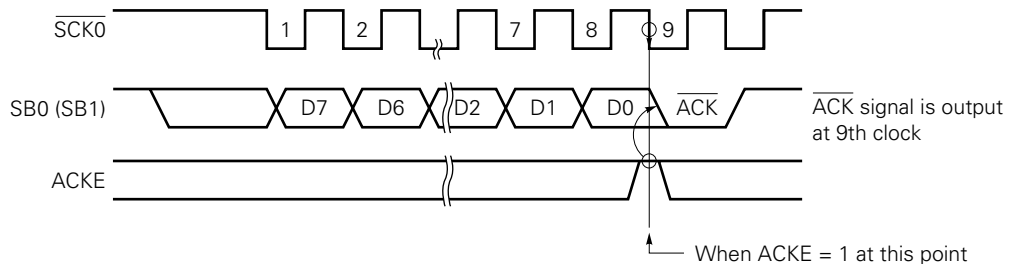 SCK0 1 2 7 8 9
SB0 (SB1) D7 D6 D2 D1 D0 ACK ACK signal is output
at 9th clock
ACKE
When ACKE = 1 at this point